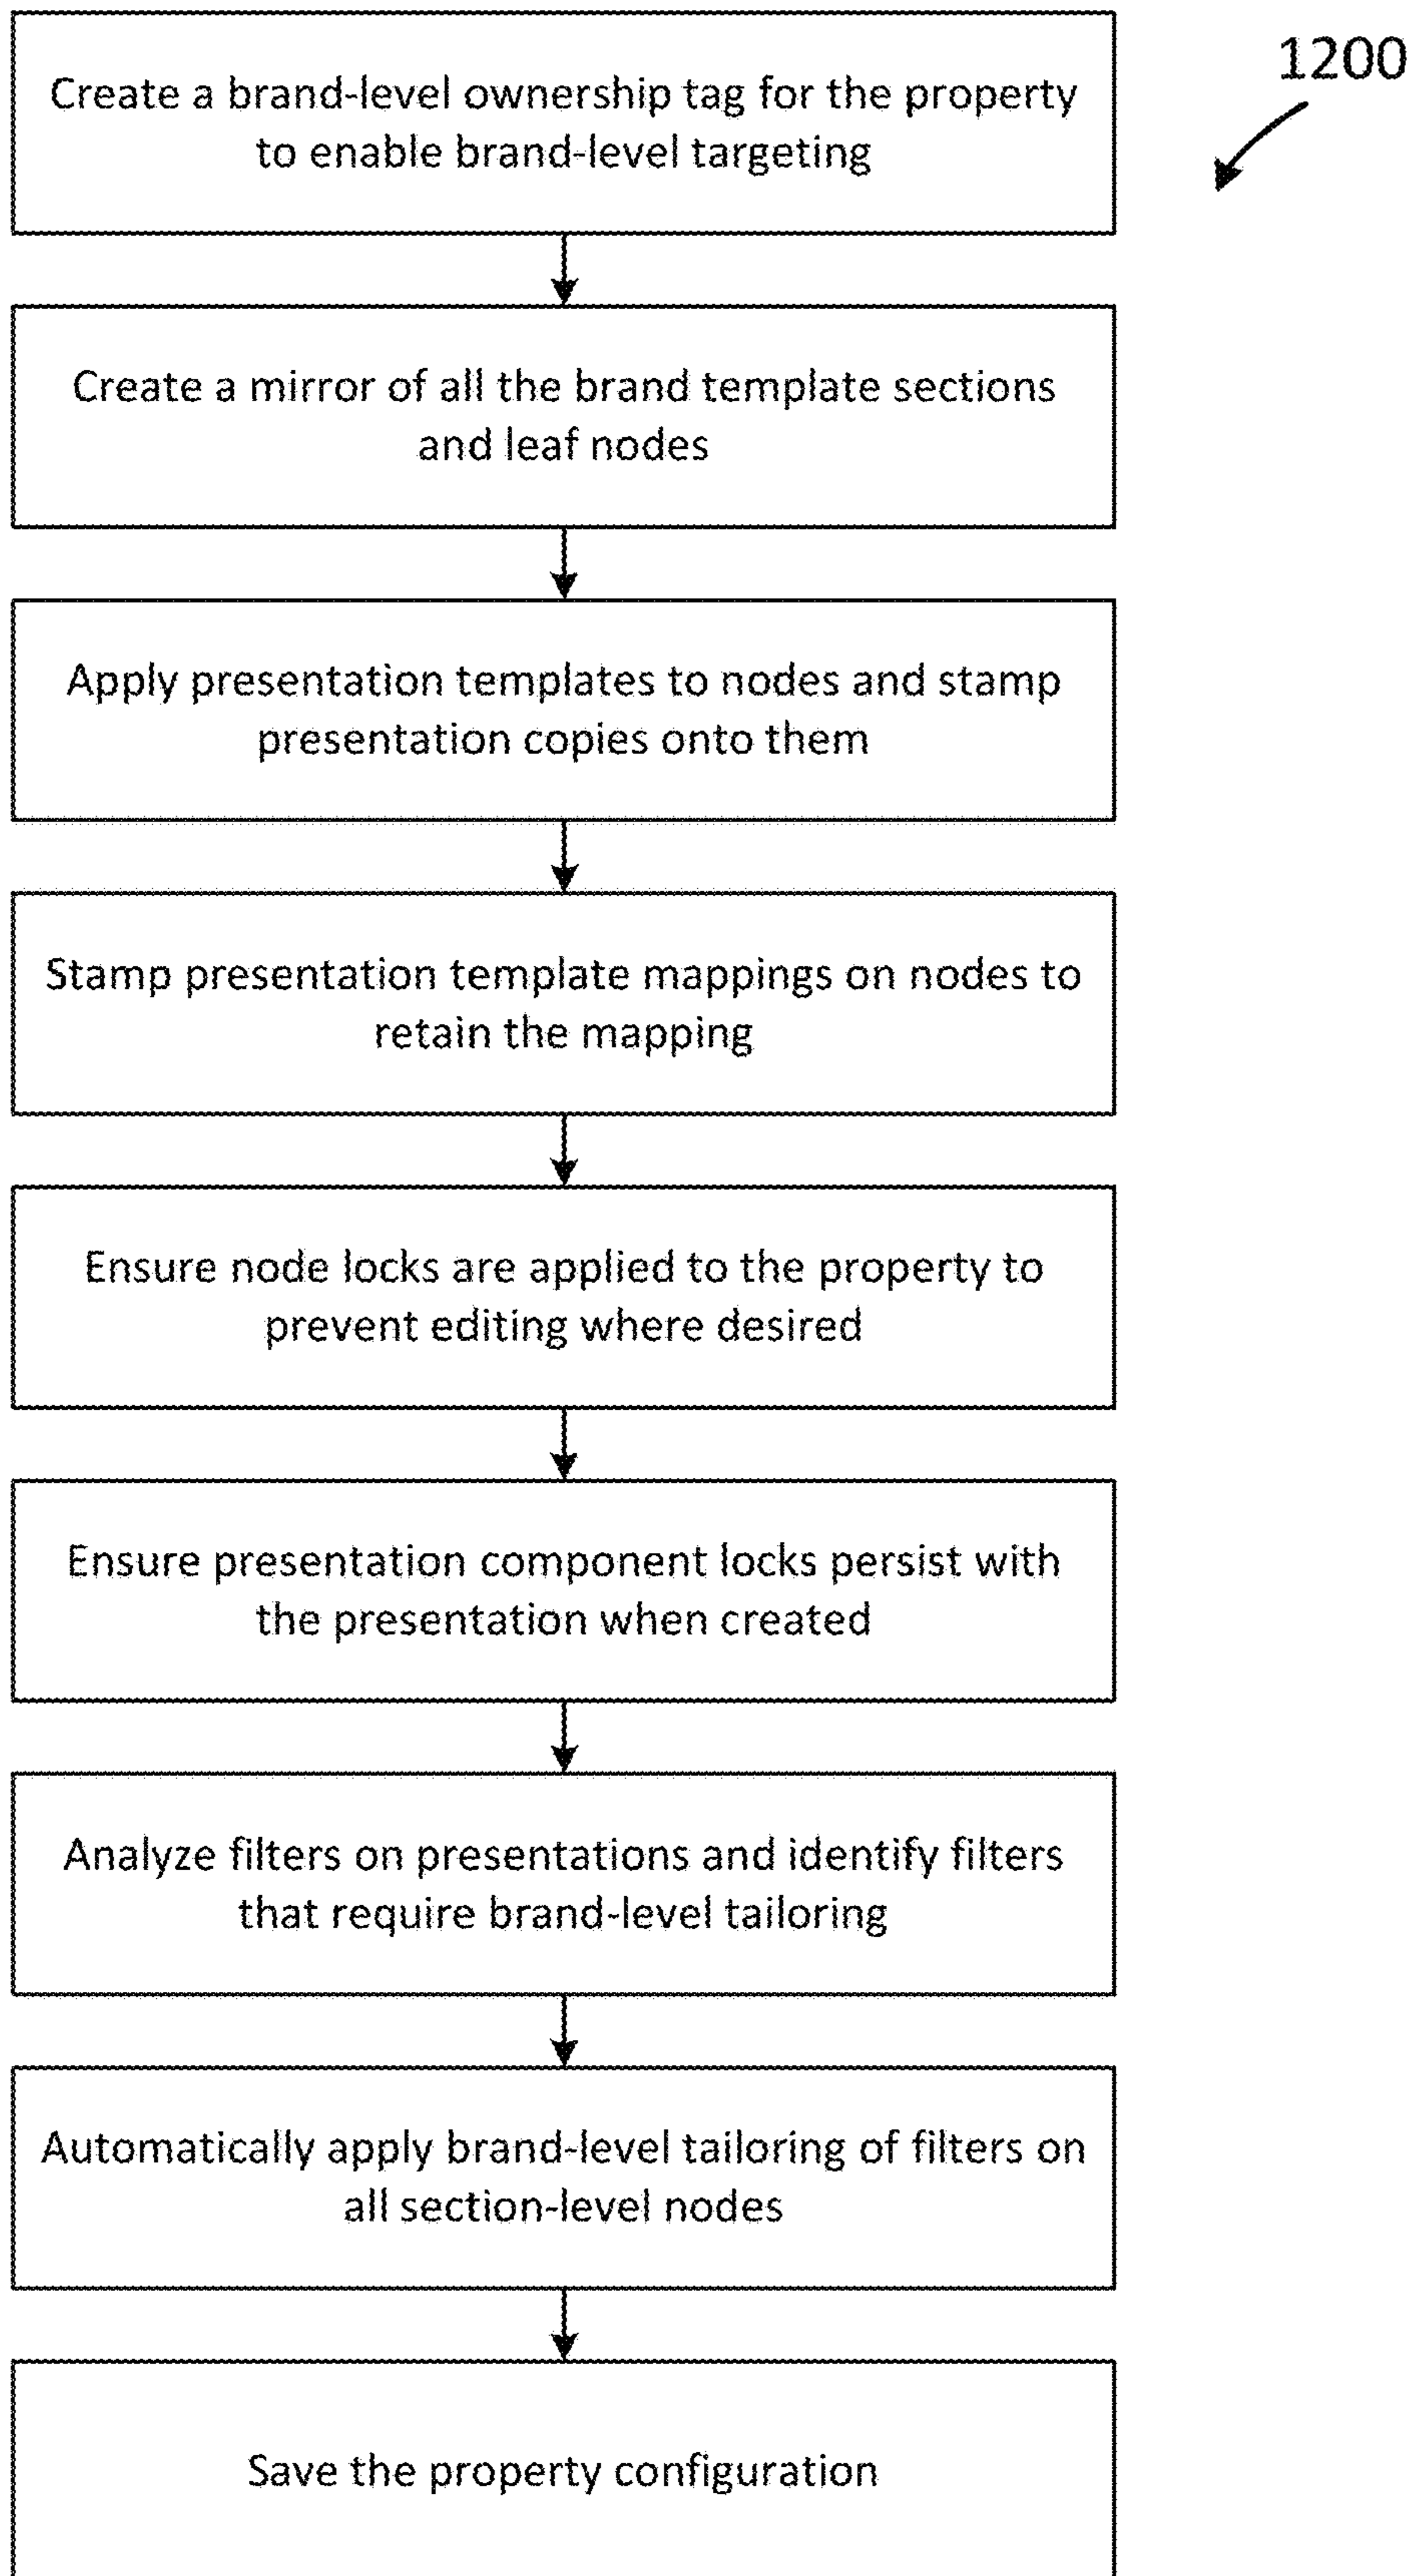 1200
Create a brand-level ownership tag for the property
to enable brand-level targeting
Create a mirror of all the brand template sections
and leaf nodes
Apply presentation templates to nodes and stamp
presentation copies onto them
Stamp presentation template mappings on nodes to
retain the mapping
Ensure node locks are applied to the property to
prevent editing where desired
Ensure presentation component locks persist with
the presentation when created
Analyze filters on presentations and identify filters
that require brand-level tailoring
Automatically apply brand-level tailoring of filters on
all section-level nodes
Save the property configuration